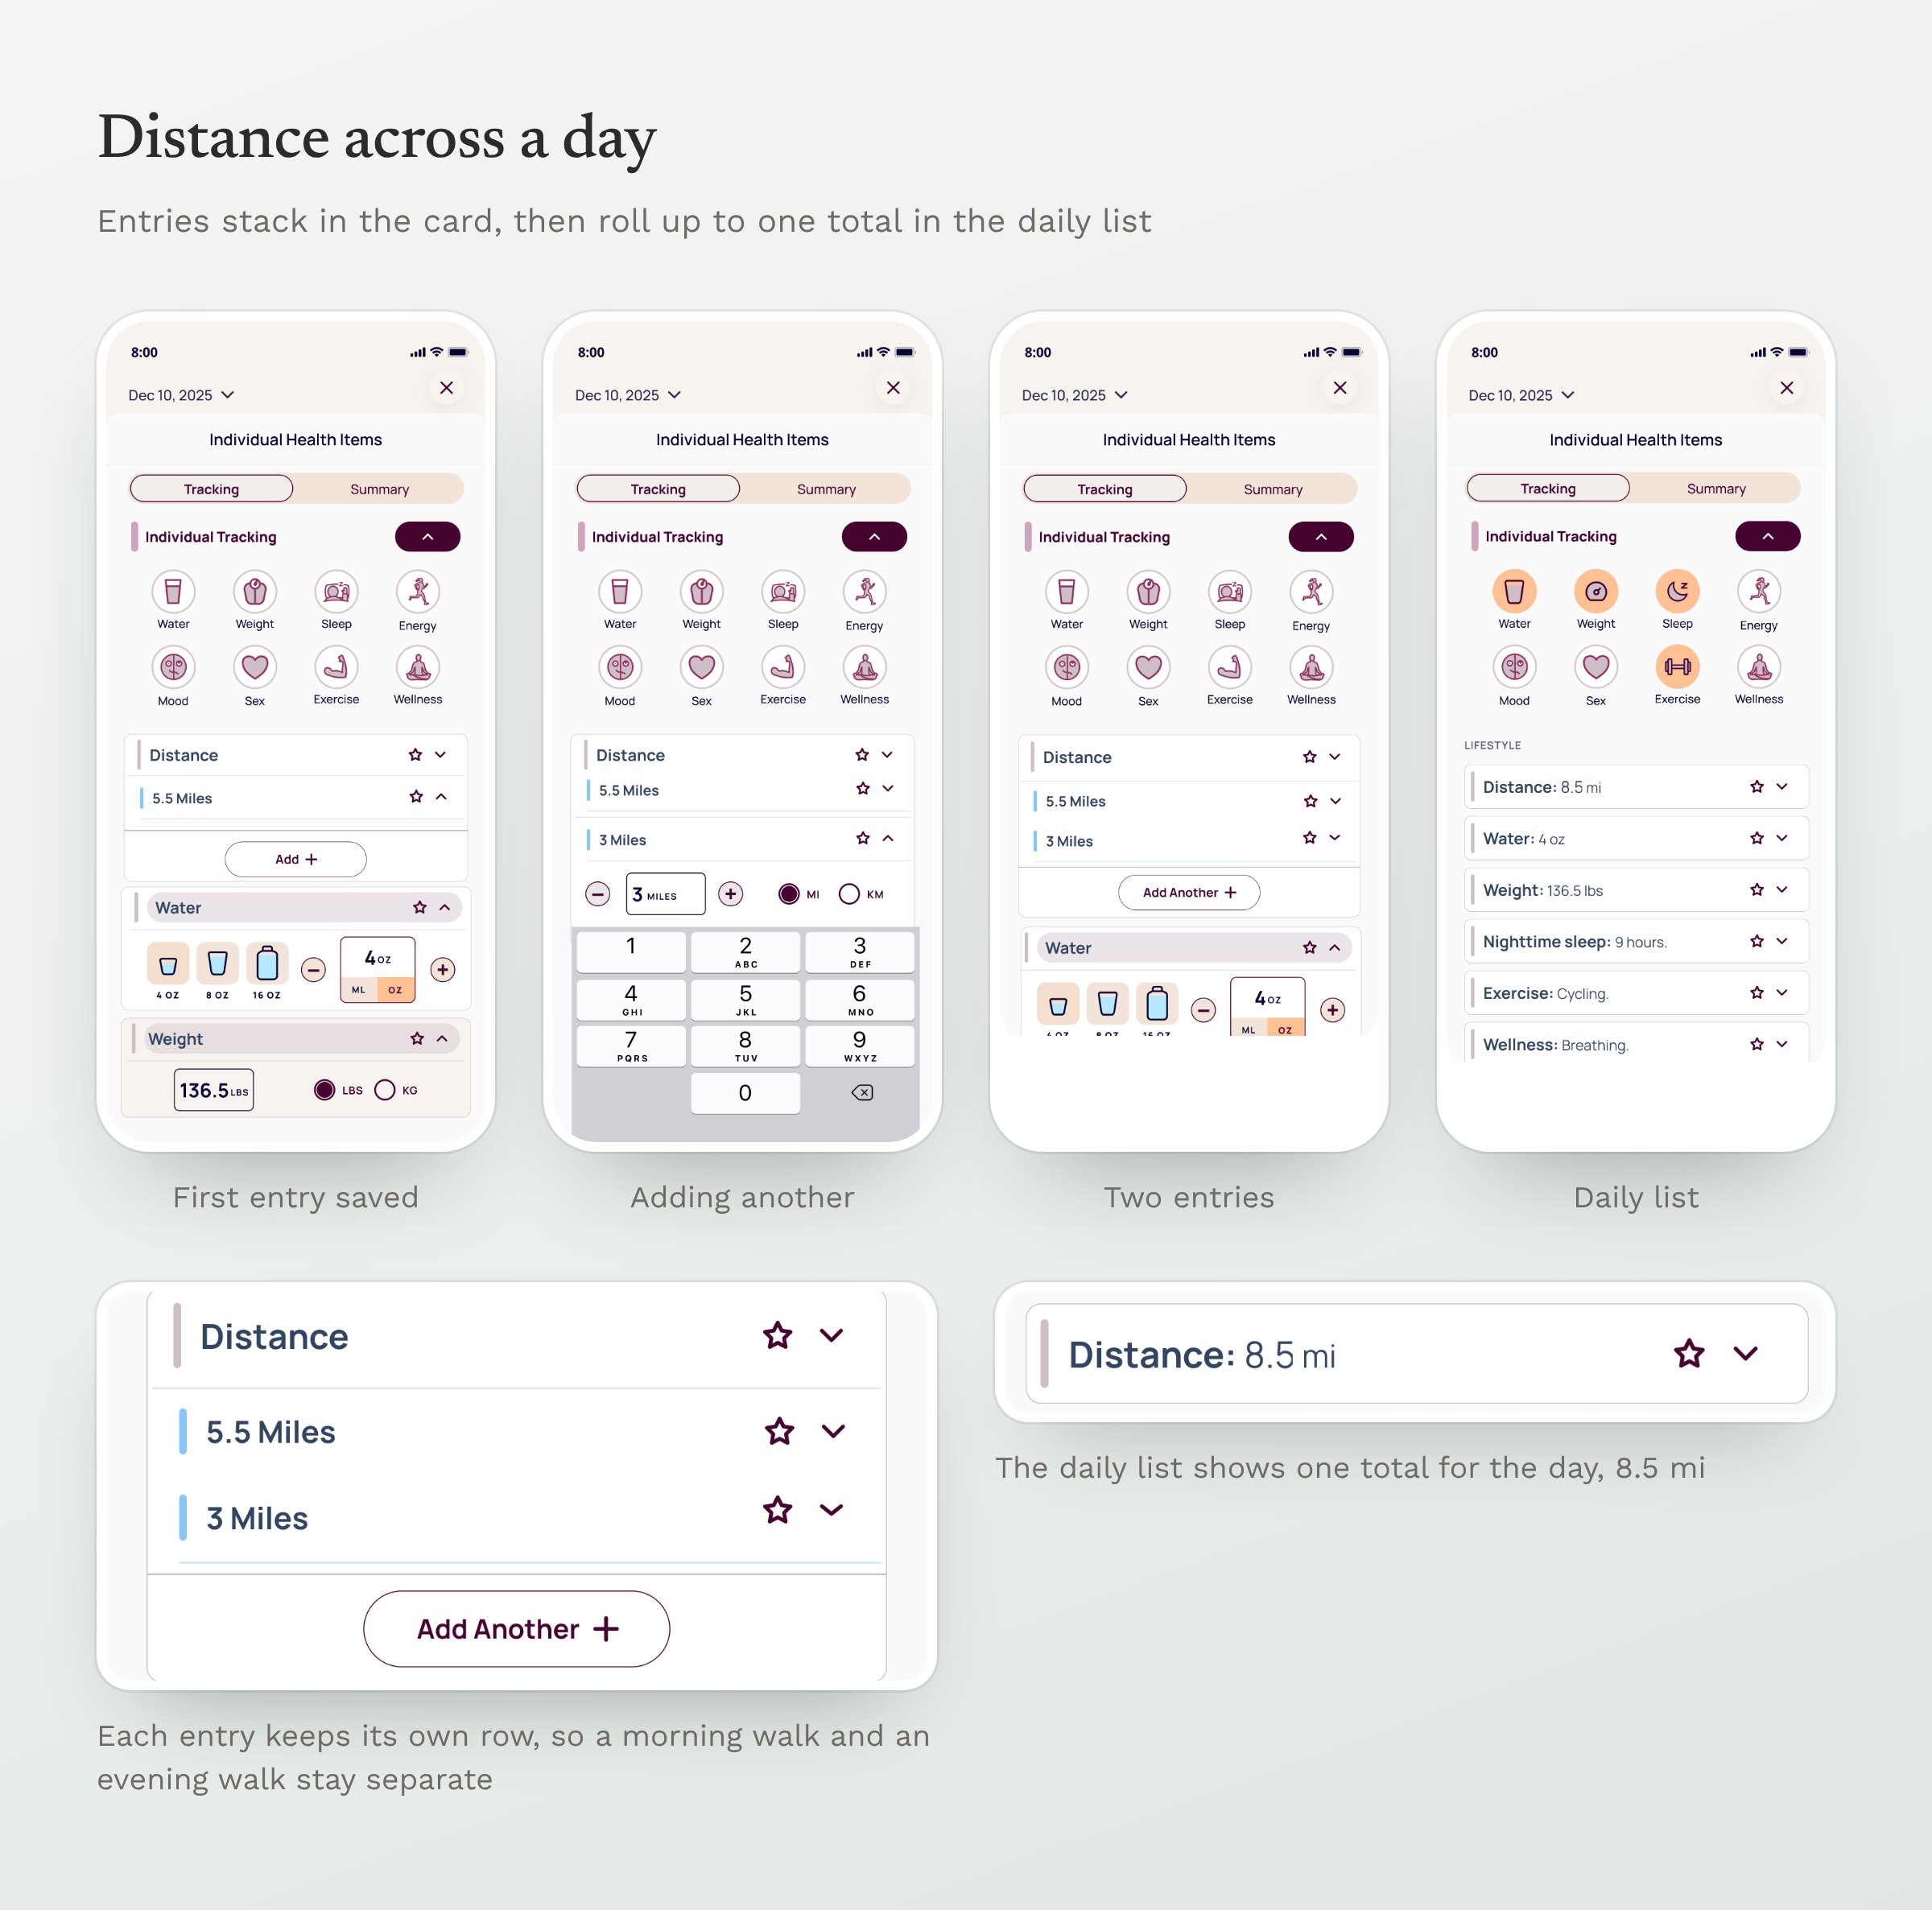 Distance across a day
Entries stack in the card, then roll up to one total in the daily list
8:00
Dec 10, 2025
Individual Health Items
Tracking Summary
Individual Tracking
Water Weight Sleep Energy
Mood Sex Exercise Wellness
Distance
5.5 Miles
Add +
Water
4 OZ 8 OZ 16 OZ
4 OZ
ML OZ
Weight
136.5 LBS
LBS KG
First entry saved
8:00
Dec 10, 2025
Individual Health Items
Tracking Summary
Individual Tracking
Water Weight Sleep Energy
Mood Sex Exercise Wellness
Distance
5.5 Miles
3 Miles
3 MILES
MI KM
1 2 3
ABC DEF
4 5 6
GHI JKL MNO
7 8 9
PQRS TUV WXYZ
0
Adding another
8:00
Dec 10, 2025
Individual Health Items
Tracking Summary
Individual Tracking
Water Weight Sleep Energy
Mood Sex Exercise Wellness
Distance
5.5 Miles
3 Miles
Add Another +
Water
4 OZ
4 OZ 8 OZ 16 OZ
ML OZ
Two entries
8:00
Dec 10, 2025
Individual Health Items
Tracking Summary
Individual Tracking
Water Weight Sleep Energy
Mood Sex Exercise Wellness
LIFESTYLE
Distance: 8.5 mi
Water: 4 oz
Weight: 136.5 lbs
Nighttime sleep: 9 hours.
Exercise: Cycling.
Wellness: Breathing.
Daily list
Distance
5.5 Miles
3 Miles
Add Another +
Each entry keeps its own row, so a morning walk and an
evening walk stay separate
Distance: 8.5 mi
The daily list shows one total for the day, 8.5 mi